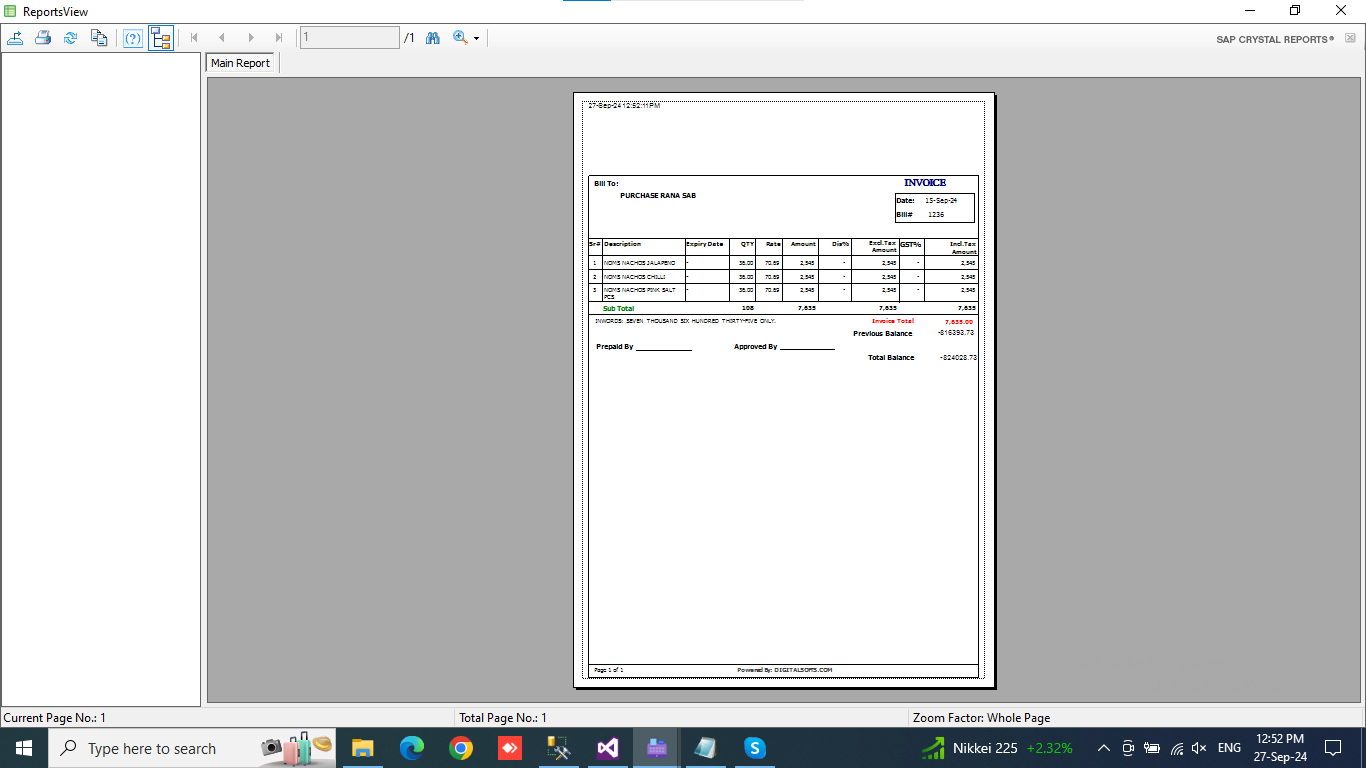 ReportsView
1 /1
SAP CRYSTAL REPORTS®
Main Report
27-Sep-24 12:52:11PM
Bill To: INVOICE
PURCHASE RANA SAB
Date: 15-Sep-24
Bill# 1236
Sr# Description Expiry Date QTY Rate Amount Dis% Excl.Tax Amount GST% Incl.Tax Amount
1 NOMS NACHOS JALAPENO - 36.00 70.69 2,545 - 2,545 - 2,545
2 NOMS NACHOS CHILLI - 36.00 70.69 2,545 - 2,545 - 2,545
3 NOMS NACHOS PINK SALT PCS - 36.00 70.69 2,545 - 2,545 - 2,545
Sub Total 108 7,635 7,635 7,635
INWORDS: SEVEN THOUSAND SIX HUNDRED THIRTY-FIVE ONLY. Invoice Total 7,635.00
Previous Balance -816393.73
Prepaid By ____________ Approved By ____________
Total Balance -824028.73
Page 1 of 1 Powered By: DIGITALSOFTS.COM
Current Page No.: 1 Total Page No.: 1 Zoom Factor: Whole Page
Type here to search Nikkei 225 +2.32% ENG 12:52 PM
27-Sep-24